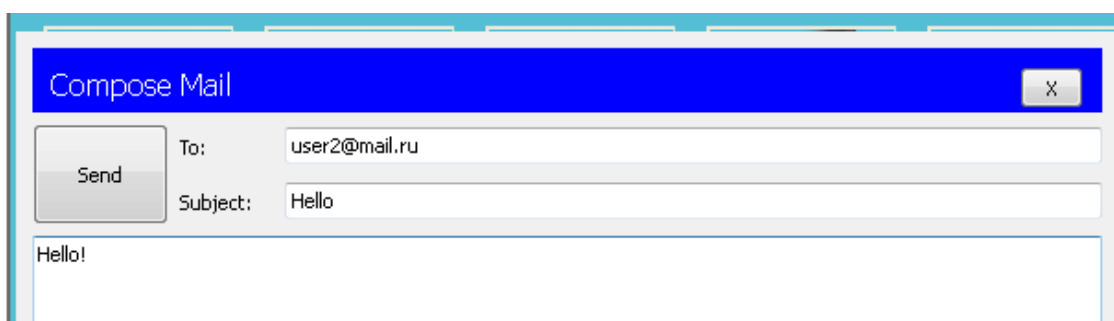 Compose Mail
X
Send
To:
user2@mail.ru
Subject:
Hello
Hello!